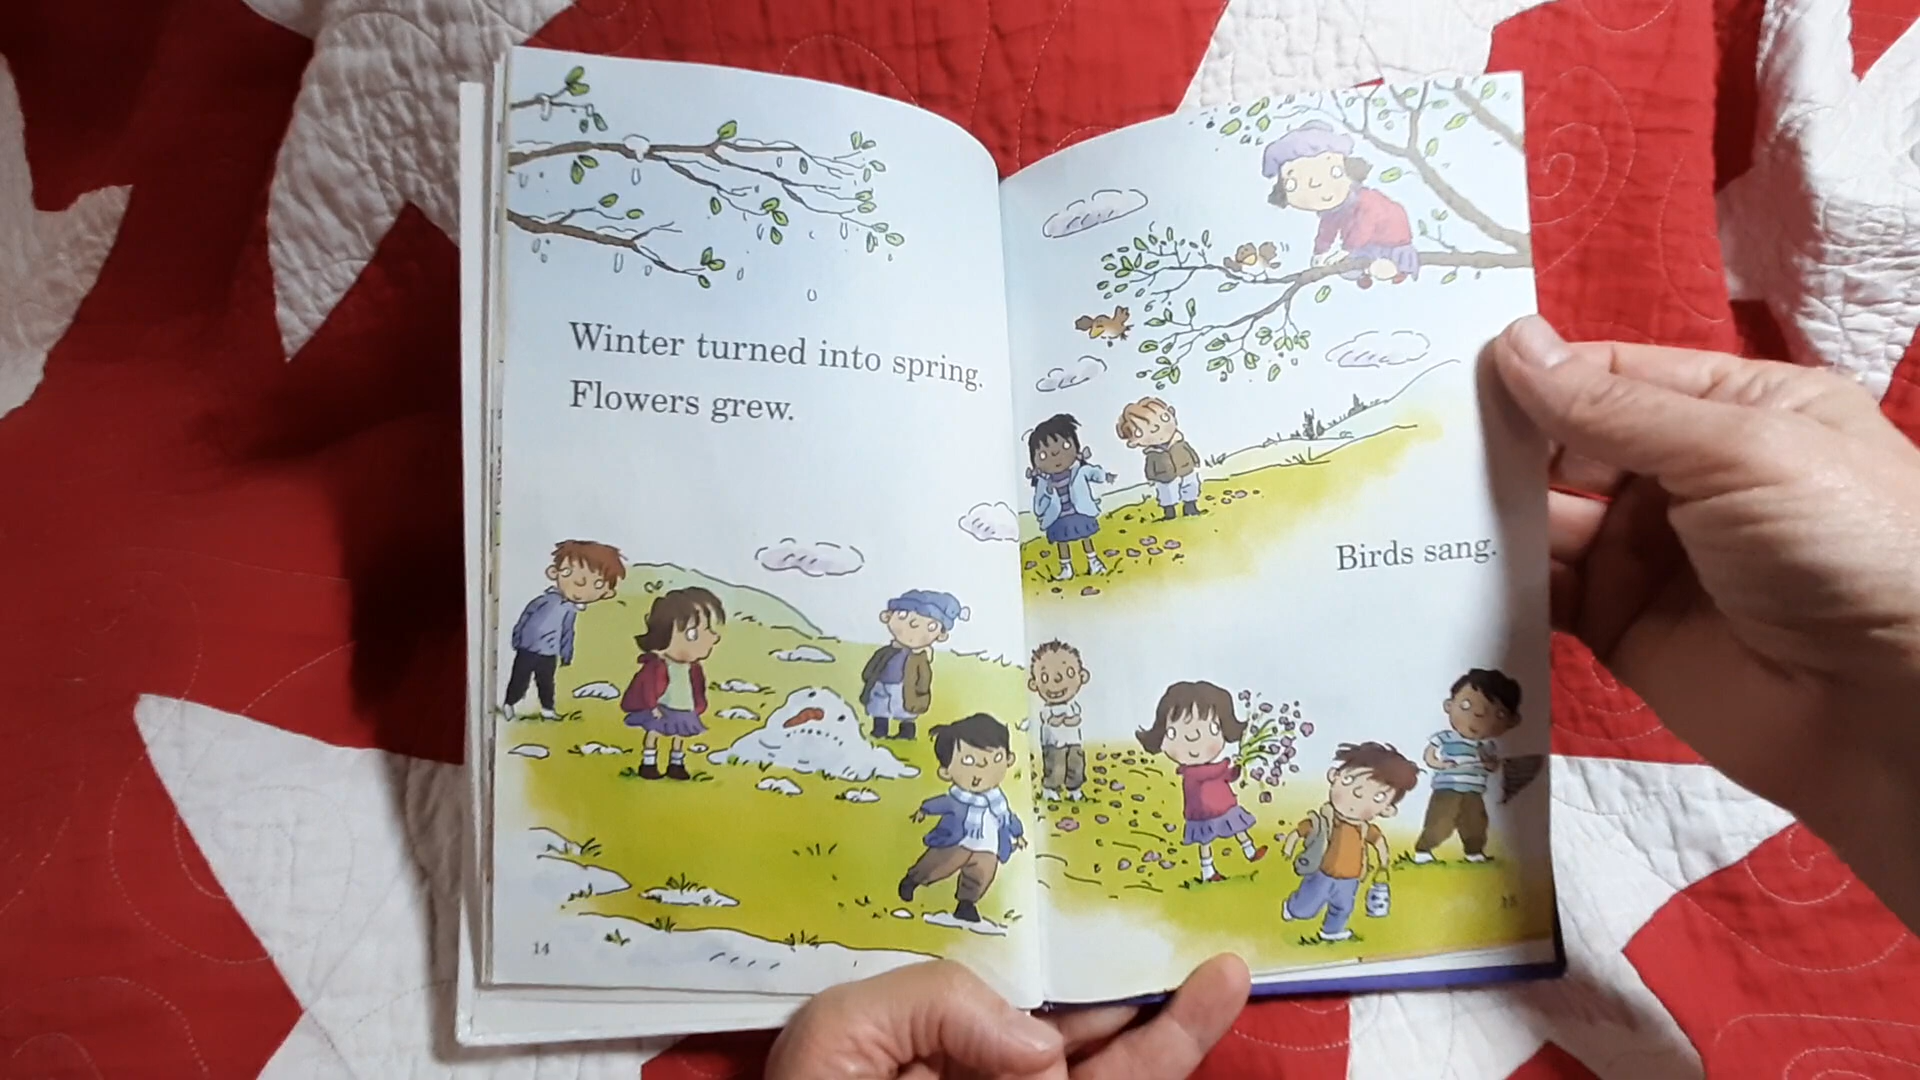 Winter turned into spring.
Flowers grew.
14
Birds sang.
15